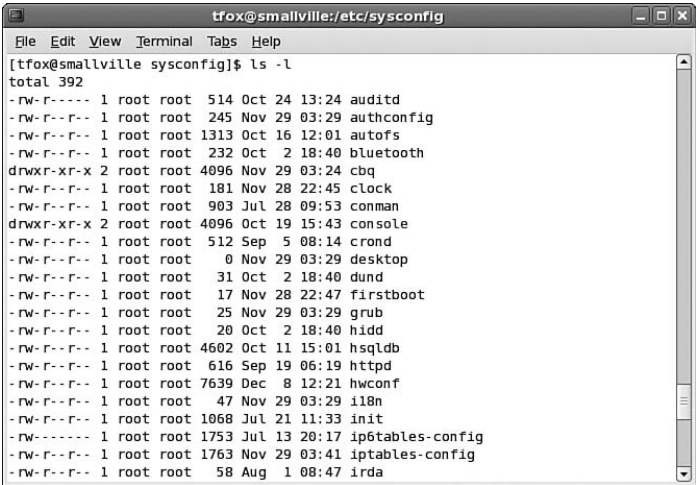 tfox@smallville:/etc/sysconfig
File Edit View Terminal Tabs Help
[tfox@smallville sysconfig]$ ls -l
total 392
-rw-r----- 1 root root  514 Oct 24 13:24 auditd
-rw-r--r-- 1 root root  245 Nov 29 03:29 authconfig
-rw-r--r-- 1 root root 1313 Oct 16 12:01 autofs
-rw-r--r-- 1 root root  232 Oct  2 18:40 bluetooth
drwxr-xr-x 2 root root 4096 Nov 29 03:24 cbq
-rw-r--r-- 1 root root  181 Nov 28 22:45 clock
-rw-r--r-- 1 root root  903 Jul 28 09:53 conman
drwxr-xr-x 2 root root 4096 Oct 19 15:43 console
-rw-r--r-- 1 root root  512 Sep  5 08:14 crond
-rw-r--r-- 1 root root    0 Nov 29 03:29 desktop
-rw-r--r-- 1 root root   31 Oct  2 18:40 dund
-rw-r--r-- 1 root root   17 Nov 28 22:47 firstboot
-rw-r--r-- 1 root root   25 Nov 29 03:29 grub
-rw-r--r-- 1 root root   20 Oct  2 18:40 hidd
-rw-r--r-- 1 root root 4602 Oct 11 15:01 hsqldb
-rw-r--r-- 1 root root  616 Sep 19 06:19 httpd
-rw-r--r-- 1 root root 7639 Dec  8 12:21 hwconf
-rw-r--r-- 1 root root   47 Nov 29 03:29 i18n
-rw-r--r-- 1 root root 1068 Jul 21 11:33 init
-rw------- 1 root root 1753 Jul 13 20:17 ip6tables-config
-rw-r--r-- 1 root root 1763 Nov 29 03:41 iptables-config
-rw-r--r-- 1 root root   58 Aug  1 08:47 irda